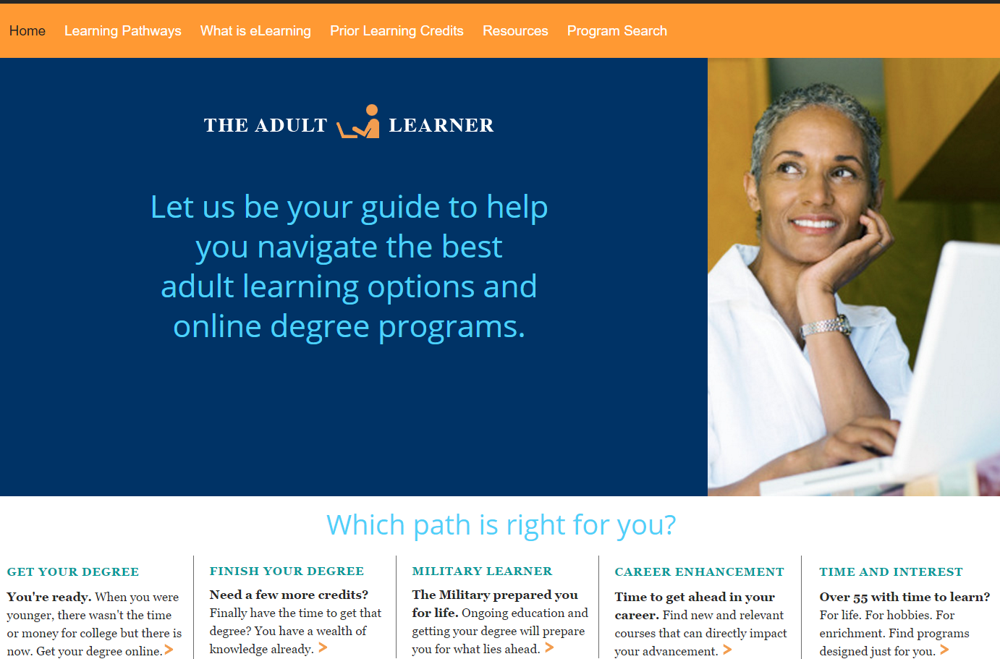 Home Learning Pathways What is eLearning Prior Learning Credits Resources Program Search
THE ADULT LEARNER
Let us be your guide to help
you navigate the best
adult learning options and
online degree programs.
Which path is right for you?
GET YOUR DEGREE
You're ready. When you were
younger, there wasn't the time
or money for college but there is
now. Get your degree online.
FINISH YOUR DEGREE
Need a few more credits?
Finally have the time to get that
degree? You have a wealth of
knowledge already.
MILITARY LEARNER
The Military prepared you
for life. Ongoing education and
getting your degree will prepare
you for what lies ahead.
CAREER ENHANCEMENT
Time to get ahead in your
career. Find new and relevant
courses that can directly impact
your advancement.
TIME AND INTEREST
Over 55 with time to learn?
For life. For hobbies. For
enrichment. Find programs
designed just for you.